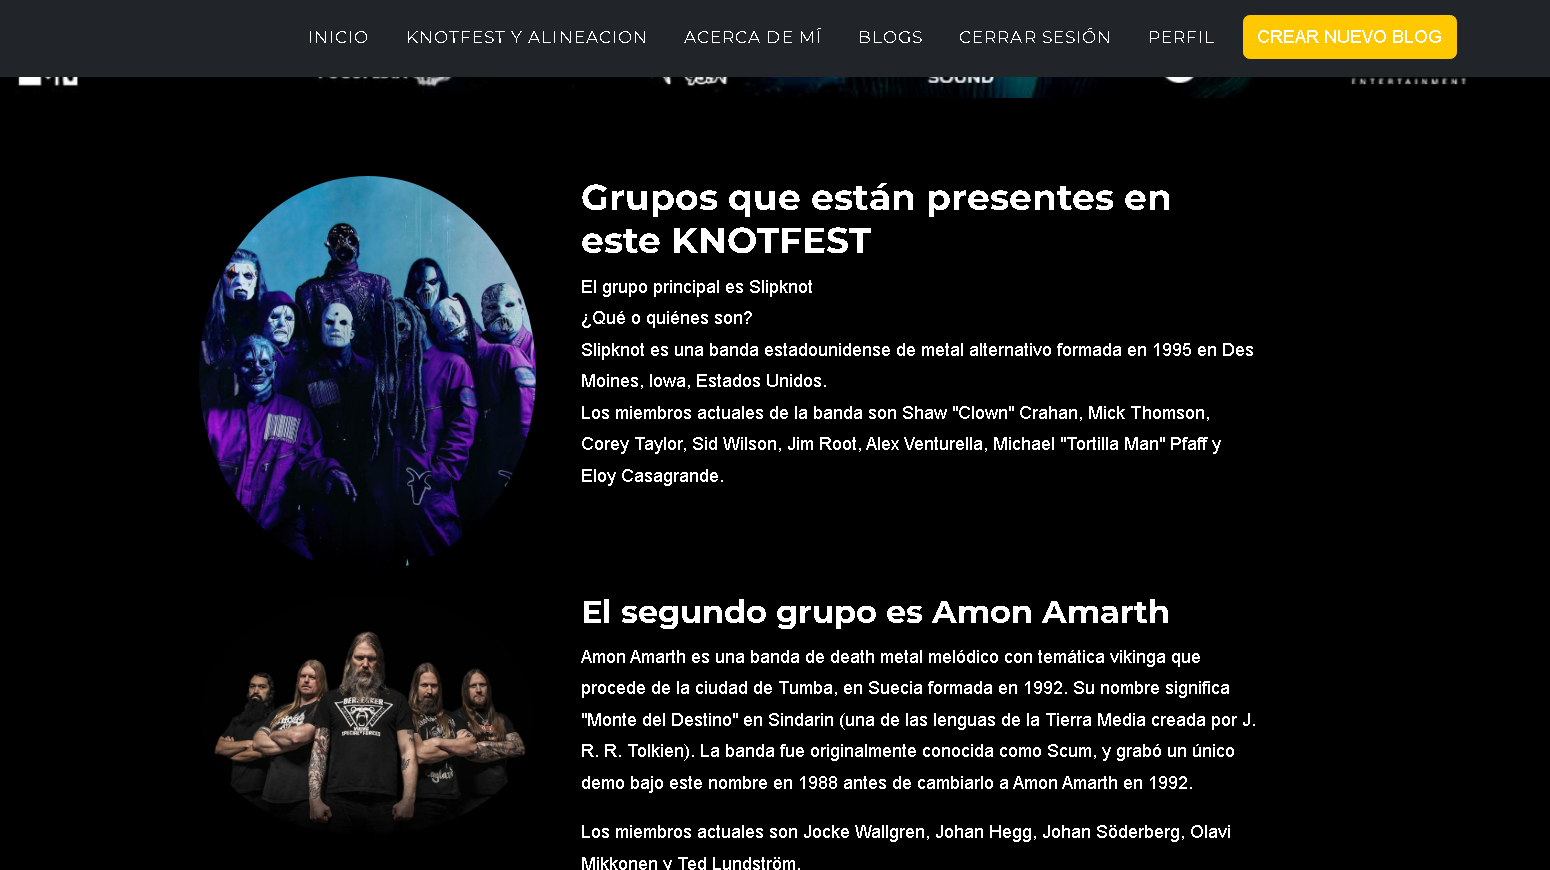 INICIO KNOTFEST Y ALINEACION ACERCA DE MÍ BLOGS CERRAR SESIÓN PERFIL CREAR NUEVO BLOG
SOUND
ENTERTAINMENT
Grupos que están presentes en
este KNOTFEST
El grupo principal es Slipknot
¿Qué o quiénes son?
Slipknot es una banda estadounidense de metal alternativo formada en 1995 en Des
Moines, Iowa, Estados Unidos.
Los miembros actuales de la banda son Shaw "Clown" Crahan, Mick Thomson,
Corey Taylor, Sid Wilson, Jim Root, Alex Venturella, Michael "Tortilla Man" Pfaff y
Eloy Casagrande.
El segundo grupo es Amon Amarth
Amon Amarth es una banda de death metal melódico con temática vikinga que
procede de la ciudad de Tumba, en Suecia formada en 1992. Su nombre significa
"Monte del Destino" en Sindarin (una de las lenguas de la Tierra Media creada por J.
R. R. Tolkien). La banda fue originalmente conocida como Scum, y grabó un único
demo bajo este nombre en 1988 antes de cambiarlo a Amon Amarth en 1992.
Los miembros actuales son Jocke Wallgren, Johan Hegg, Johan Söderberg, Olavi
Mikkonen y Ted Lundström.